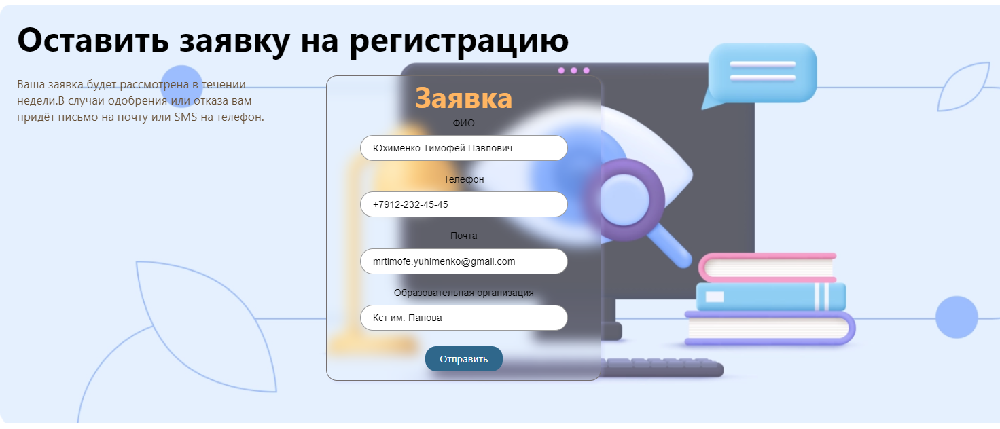 Оставить заявку на регистрацию
Ваша заявка будет рассмотрена в течении
недели.В случаи одобрения или отказа вам
придёт письмо на почту или SMS на телефон.
Заявка
ФИО
Юхименко Тимофей Павлович
Телефон
+7912-232-45-45
Почта
mrtimofe.yuhimenko@gmail.com
Образовательная организация
Кст им. Панова
Отправить